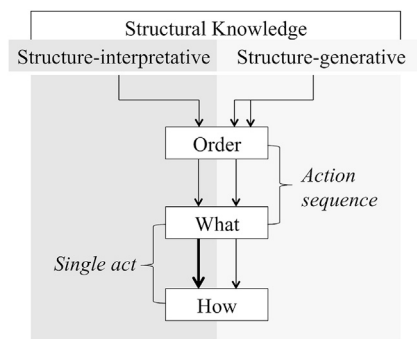 Structural Knowledge
Structure-interpretative
Structure-generative
Order
Action
sequence
What
Single act
How